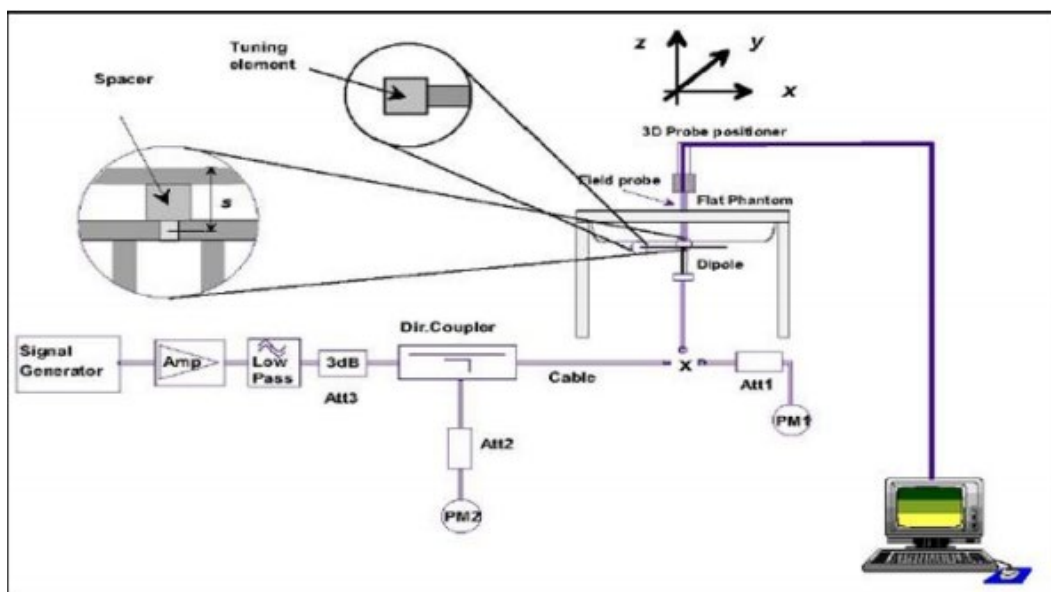 Tuning
element
Spacer
z
y
x
s
3D Probe positioner
Field probe
Flat Phantom
Dipole
Dir.Coupler
Signal
Generator
Amp
Low
Pass
3dB
Att3
Cable
x
Att1
PM1
Att2
PM2